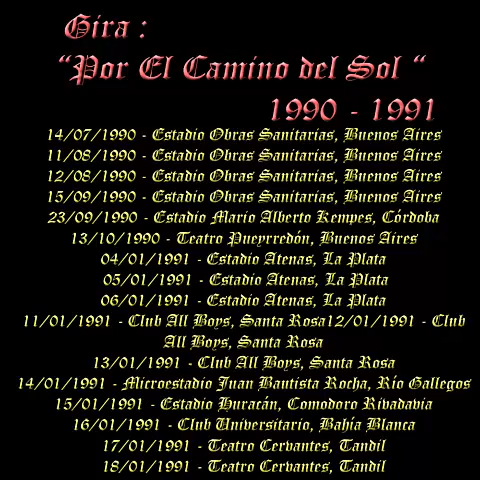 Gira :
"Por El Camino del Sol "
1990 - 1991
14/07/1990 - Estadio Obras Sanitarias, Buenos Aires
11/08/1990 - Estadio Obras Sanitarias, Buenos Aires
12/08/1990 - Estadio Obras Sanitarias, Buenos Aires
15/09/1990 - Estadio Obras Sanitarias, Buenos Aires
23/09/1990 - Estadio Mario Alberto Kempes, Córdoba
13/10/1990 - Teatro Pueyrredón, Buenos Aires
04/01/1991 - Estadio Atenas, La Plata
05/01/1991 - Estadio Atenas, La Plata
06/01/1991 - Estadio Atenas, La Plata
11/01/1991 - Club All Boys, Santa Rosa12/01/1991 - Club
All Boys, Santa Rosa
13/01/1991 - Club All Boys, Santa Rosa
14/01/1991 - Microestadio Juan Bautista Rocha, Río Gallegos
15/01/1991 - Estadio Huracán, Comodoro Rivadavia
16/01/1991 - Club Universitario, Bahía Blanca
17/01/1991 - Teatro Cervantes, Tandil
18/01/1991 - Teatro Cervantes, Tandil